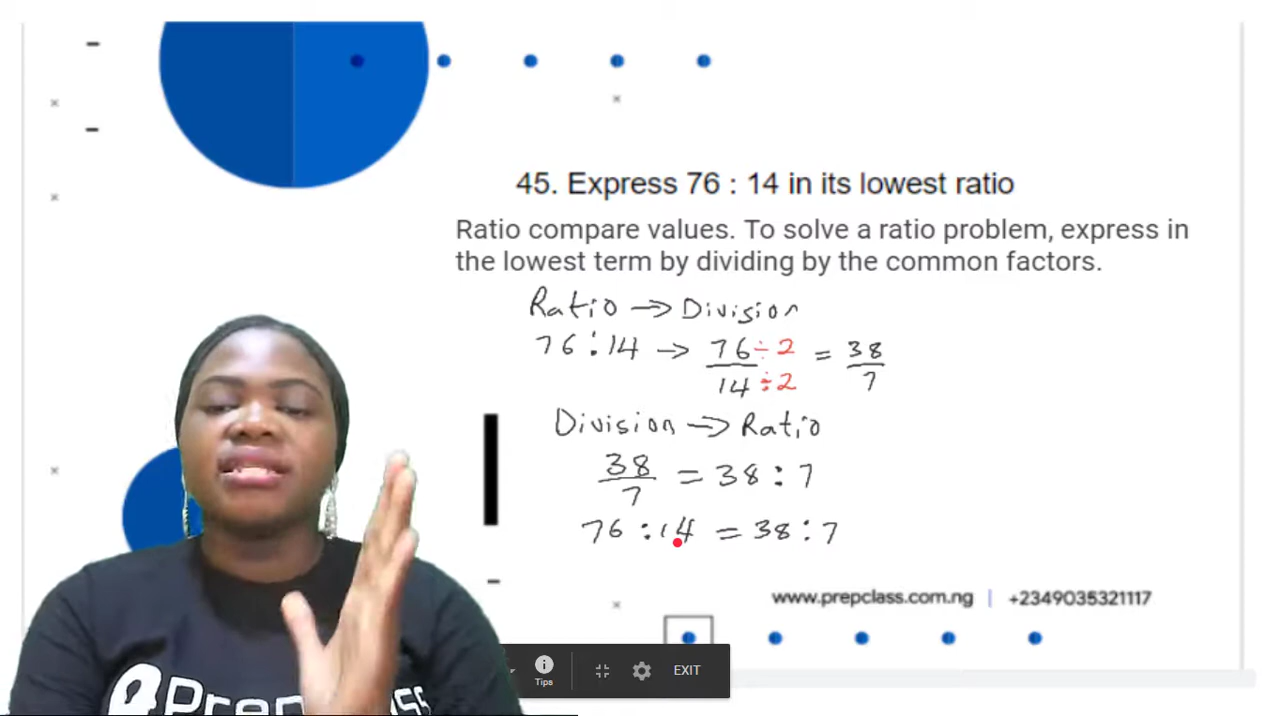 45. Express 76 : 14 in its lowest ratio
Ratio compare values. To solve a ratio problem, express in
the lowest term by dividing by the common factors.
Ratio → Division
76 : 14 → 76 ÷ 2 / 14 ÷ 2 = 38 / 7
Division → Ratio
38 / 7 = 38 : 7
76 : 14 = 38 : 7
www.prepclass.com.ng | +2349035321117
Tips EXIT